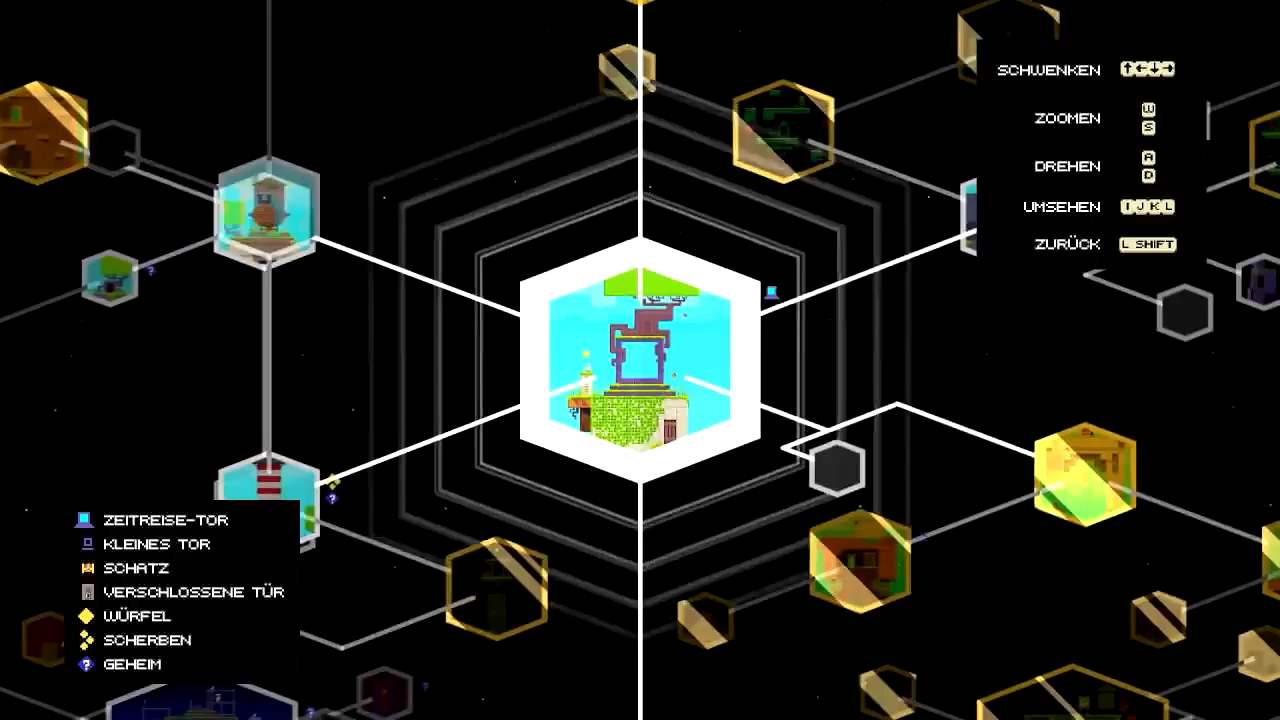 SCHWENKEN ↑←↓→
ZOOMEN W
S
DREHEN A
D
UMSEHEN I J K L
ZURÜCK L SHIFT
ZEITREISE-TOR
KLEINES TOR
SCHATZ
VERSCHLOSSENE TÜR
WÜRFEL
SCHERBEN
GEHEIM